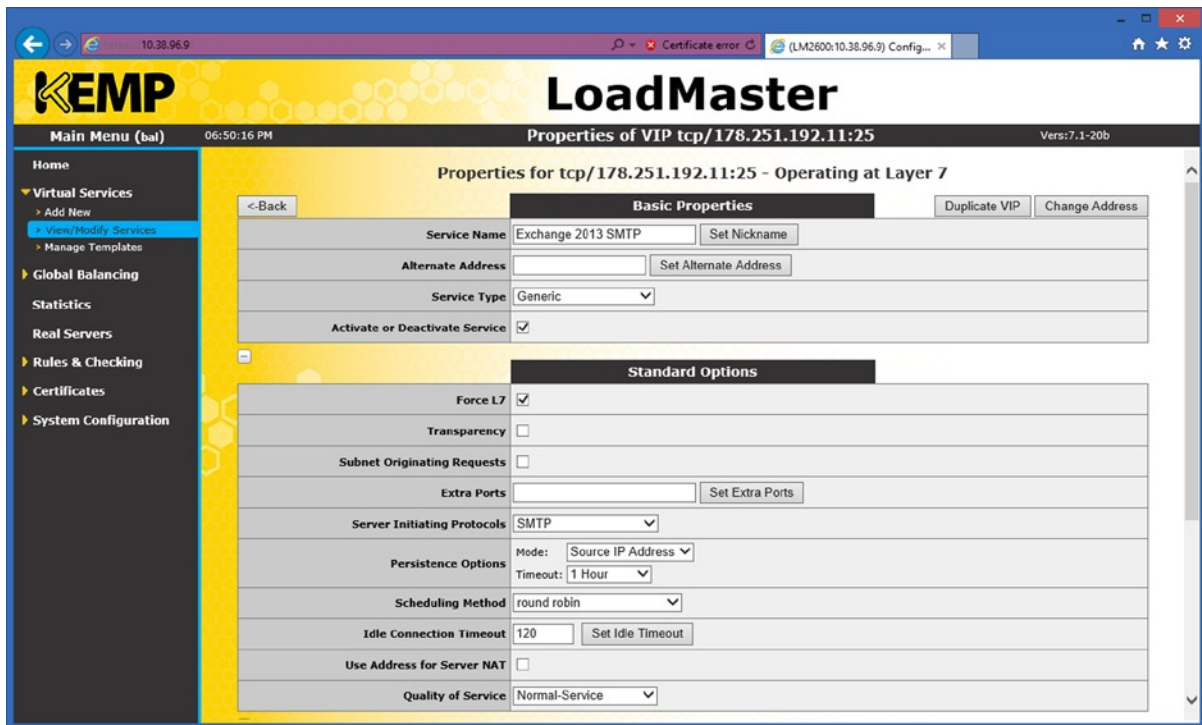 10.38.96.9
Certificate error
(LM2600:10.38.96.9) Config...
KEMP
LoadMaster
Main Menu (bal)
06:50:16 PM
Properties of VIP tcp/178.251.192.11:25
Vers:7.1-20b
Home
Virtual Services
Add New
View/Modify Services
Manage Templates
Global Balancing
Statistics
Real Servers
Rules & Checking
Certificates
System Configuration
Properties for tcp/178.251.192.11:25 - Operating at Layer 7
<-Back
Basic Properties
Duplicate VIP
Change Address
Service Name Exchange 2013 SMTP Set Nickname
Alternate Address Set Alternate Address
Service Type Generic
Activate or Deactivate Service
Standard Options
Force L7
Transparency
Subnet Originating Requests
Extra Ports Set Extra Ports
Server Initiating Protocols SMTP
Persistence Options
Mode: Source IP Address
Timeout: 1 Hour
Scheduling Method round robin
Idle Connection Timeout 120 Set Idle Timeout
Use Address for Server NAT
Quality of Service Normal-Service